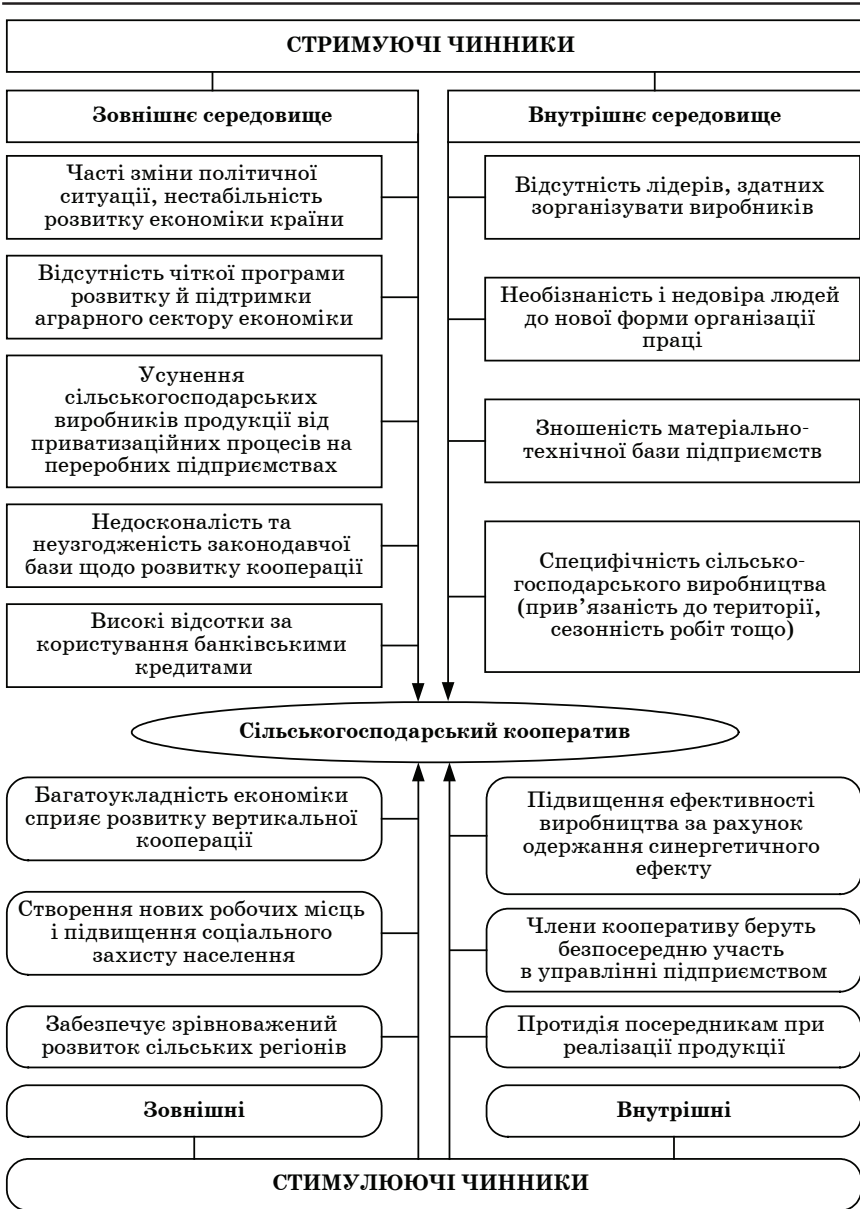 СТРИМУЮЧІ ЧИННИКИ
Зовнішнє середовище
Часті зміни політичної
ситуації, нестабільність
розвитку економіки країни
Відсутність чіткої програми
розвитку й підтримки
аграрного сектору економіки
Усунення
сільськогосподарських
виробників продукції від
приватизаційних процесів на
переробних підприємствах
Недосконалість та
неузгодженість законодавчої
бази щодо розвитку кооперації
Високі відсотки за
користування банківськими
кредитами
Внутрішнє середовище
Відсутність лідерів, здатних
зорганізувати виробників
Необізнаність і недовіра людей
до нової форми організації
праці
Зношеність матеріально-
технічної бази підприємств
Специфічність сільсько-
господарського виробництва
(прив’язаність до території,
сезонність робіт тощо)
Сільськогосподарський кооператив
Багатоукладність економіки
сприяє розвитку вертикальної
кооперації
Створення нових робочих місць
і підвищення соціального
захисту населення
Забезпечує зрівноважений
розвиток сільських регіонів
Зовнішні
Підвищення ефективності
виробництва за рахунок
одержання синергетичного
ефекту
Члени кооперативу беруть
безпосередню участь
в управлінні підприємством
Протидія посередникам при
реалізації продукції
Внутрішні
СТИМУЛЮЮЧІ ЧИННИКИ